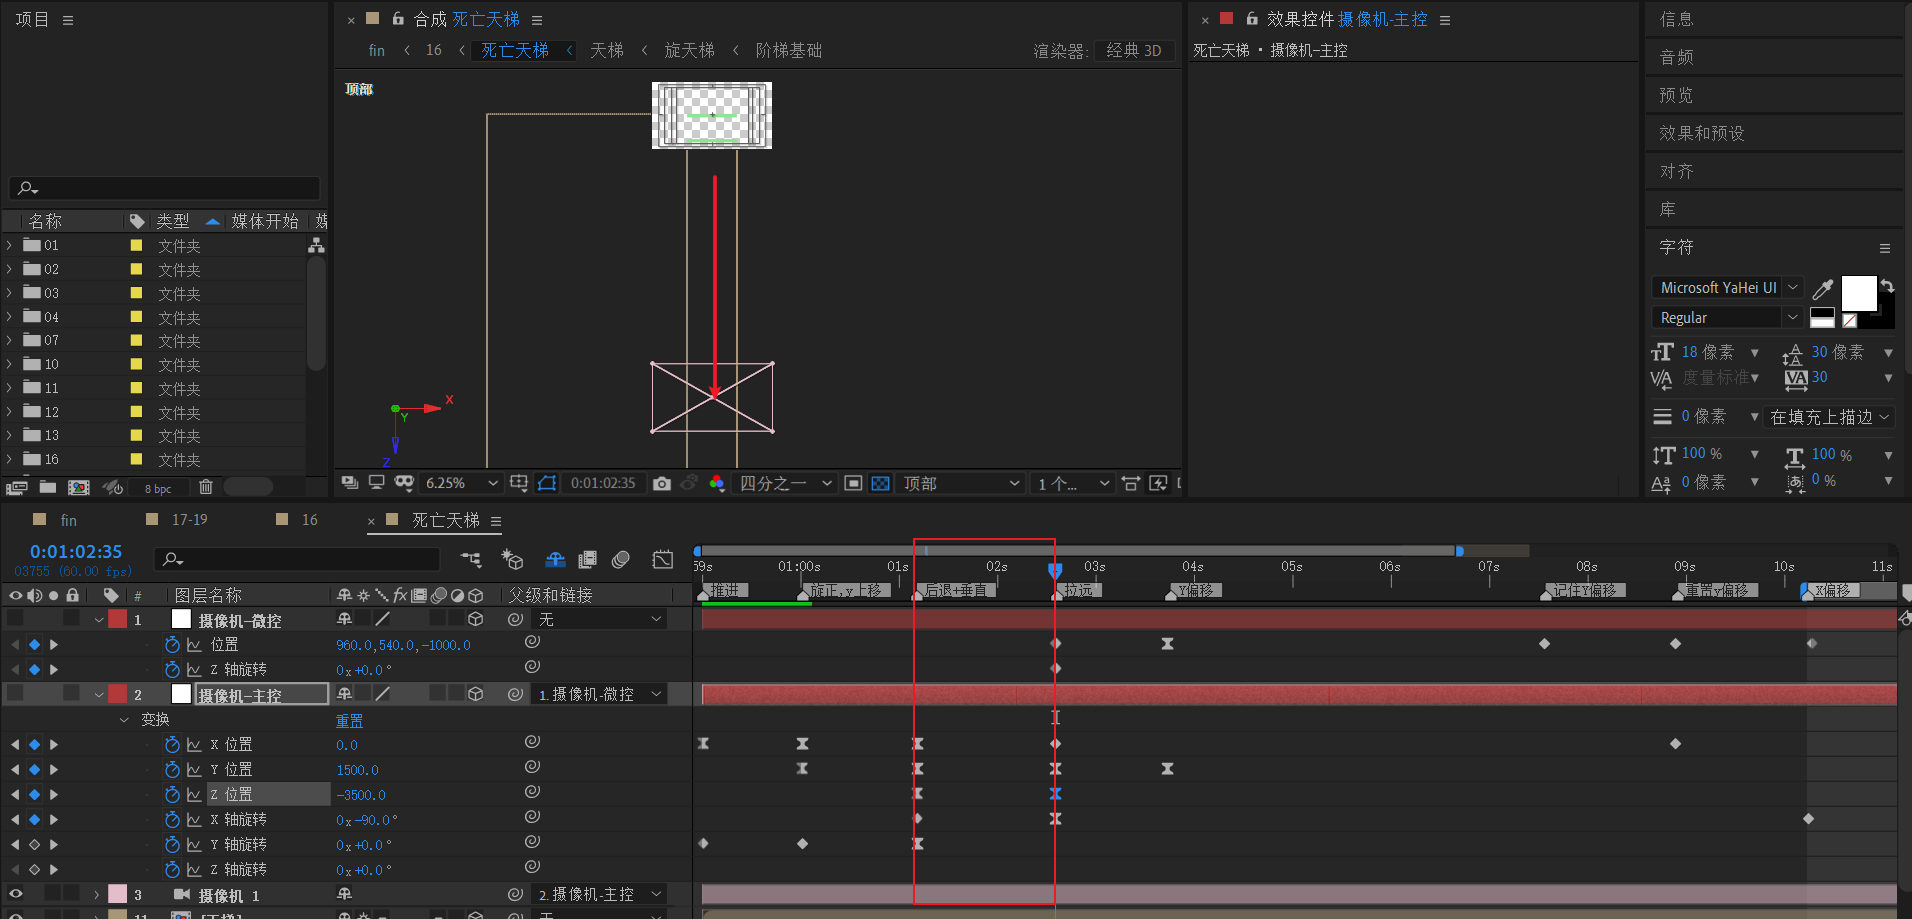 项目
合成 死亡天梯
fin ‹ 16 ‹ 死亡天梯 ‹ 天梯 ‹ 旋天梯 ‹ 阶梯基础
渲染器: 经典 3D
顶部
X
Y
Z
6.25%
0:01:02:35
四分之一
顶部
1 个...
效果控件 摄像机-主控
死亡天梯 • 摄像机-主控
信息
音频
预览
效果和预设
对齐
库
字符
Microsoft YaHei UI
Regular
18 像素
30 像素
度量标准
30
0 像素
在填充上描边
100 %
100 %
0 像素
0 %
名称 类型 媒体开始 媒
01 文件夹
02 文件夹
03 文件夹
04 文件夹
07 文件夹
10 文件夹
11 文件夹
12 文件夹
13 文件夹
16 文件夹
8 bpc
fin
17-19
16
死亡天梯
0:01:02:35
03755 (60.00 fps)
59s 01:00s 01s 02s 03s 04s 05s 06s 07s 08s 09s 10s 11s
推进 旋正,y上移 后退+垂直 拉远 Y偏移 记住Y偏移 重置y偏移 X偏移
# 图层名称 父级和链接
1 摄像机-微控 无
位置 960.0,540.0,-1000.0
Z 轴旋转 0x+0.0°
2 摄像机-主控 1.摄像机-微控
变换 重置
X 位置 0.0
Y 位置 1500.0
Z 位置 -3500.0
X 轴旋转 0x-90.0°
Y 轴旋转 0x+0.0°
Z 轴旋转 0x+0.0°
3 摄像机 1 2.摄像机-主控
11 [天梯] 无